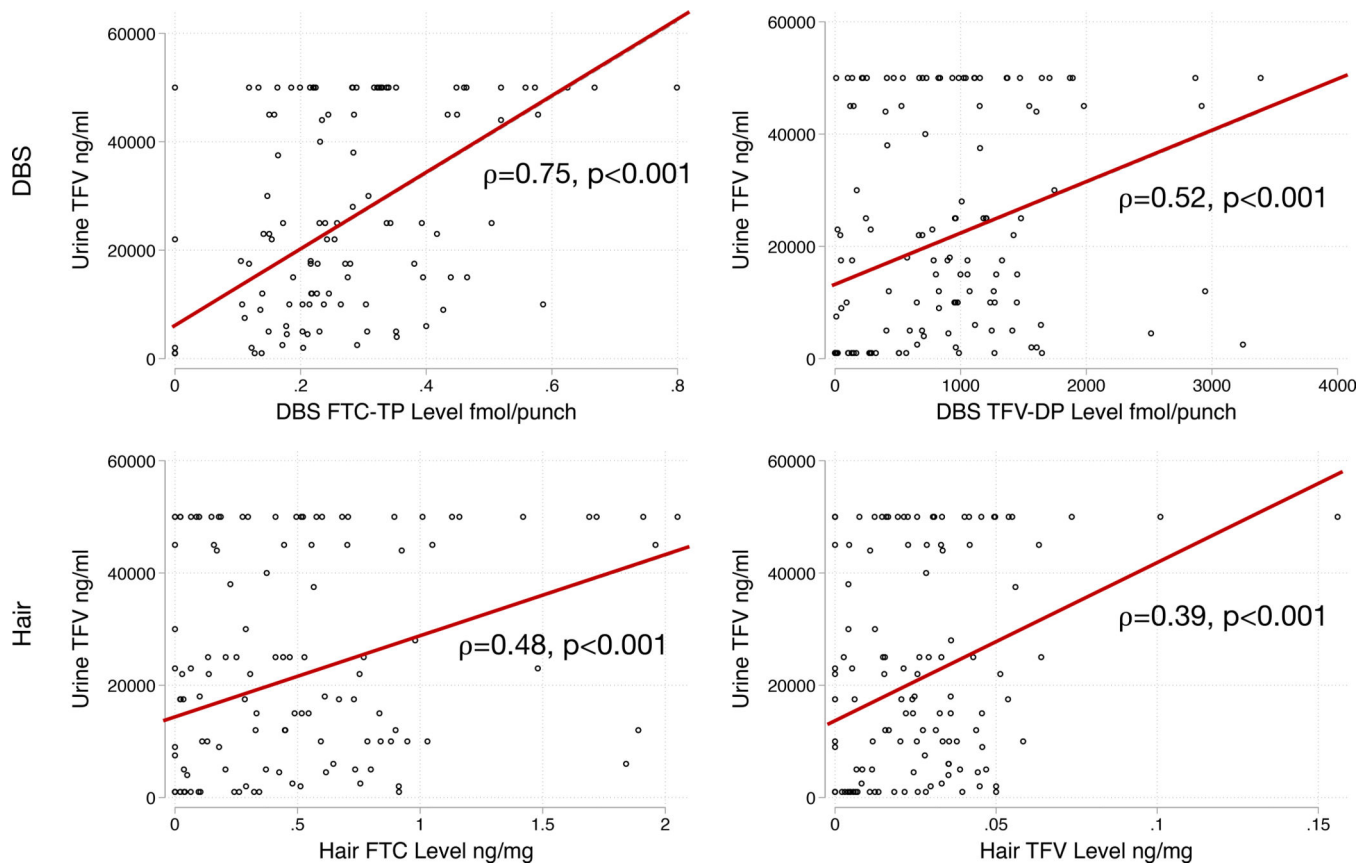 DBS
Urine TFV ng/ml
60000
40000
20000
0
ρ=0.75, p<0.001
0
.2
.4
.6
.8
DBS FTC-TP Level fmol/punch
Urine TFV ng/ml
60000
40000
20000
0
ρ=0.52, p<0.001
0
1000
2000
3000
4000
DBS TFV-DP Level fmol/punch
Hair
Urine TFV ng/ml
60000
40000
20000
0
ρ=0.48, p<0.001
0
.5
1
1.5
2
Hair FTC Level ng/mg
Urine TFV ng/ml
60000
40000
20000
0
ρ=0.39, p<0.001
0
.05
.1
.15
Hair TFV Level ng/mg